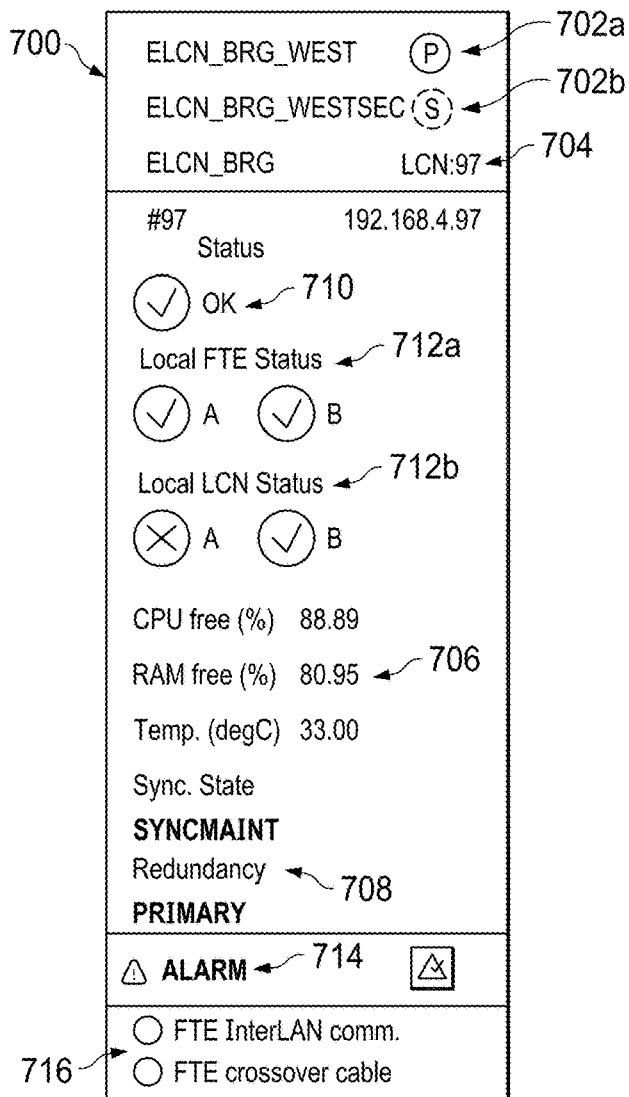 700
ELCN_BRG_WEST P 702a
ELCN_BRG_WESTSEC S 702b
ELCN_BRG LCN:97 704
#97 192.168.4.97
Status
OK 710
Local FTE Status 712a
A B
Local LCN Status 712b
A B
CPU free (%) 88.89
RAM free (%) 80.95 706
Temp. (degC) 33.00
Sync. State
SYNCMAINT
Redundancy 708
PRIMARY
ALARM 714
FTE InterLAN comm.
716
FTE crossover cable